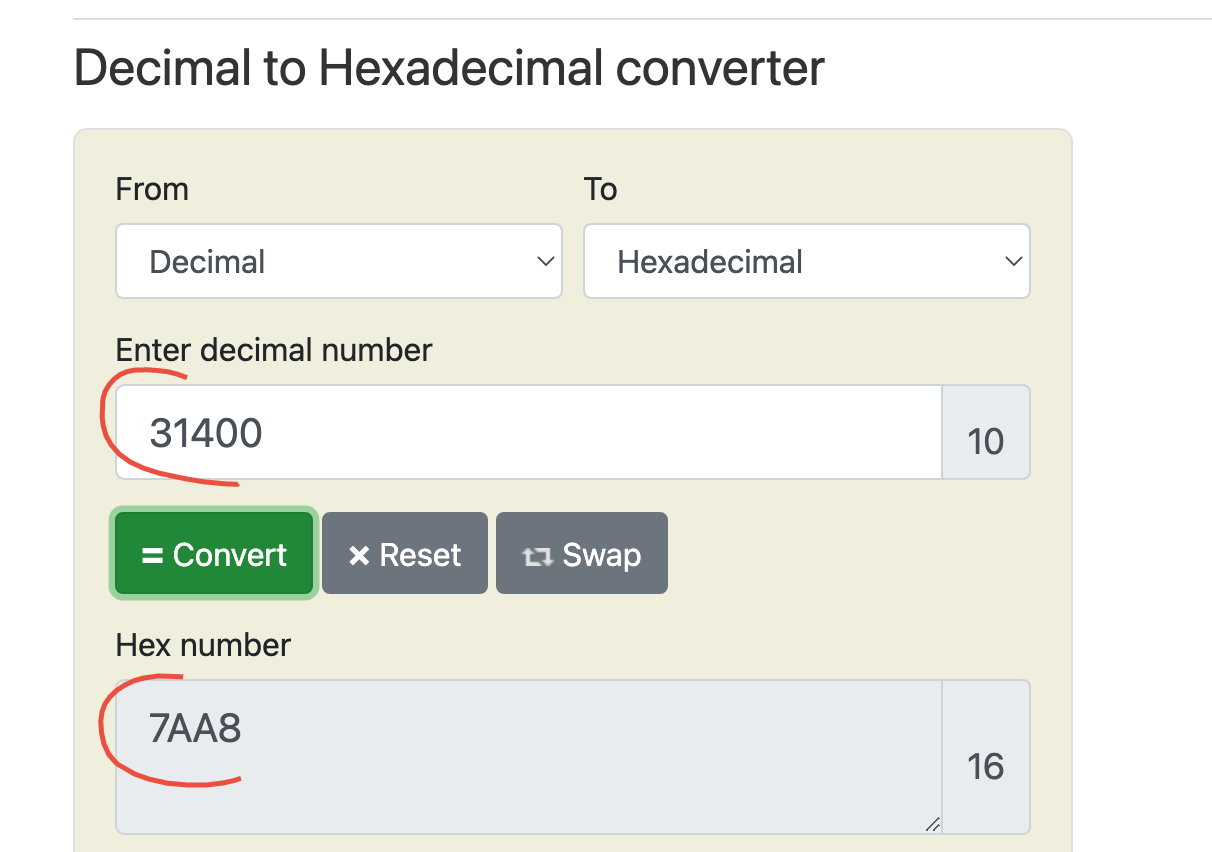 Decimal to Hexadecimal converter
From To
Decimal Hexadecimal
Enter decimal number
31400 10
= Convert × Reset Swap
Hex number
7AA8
16